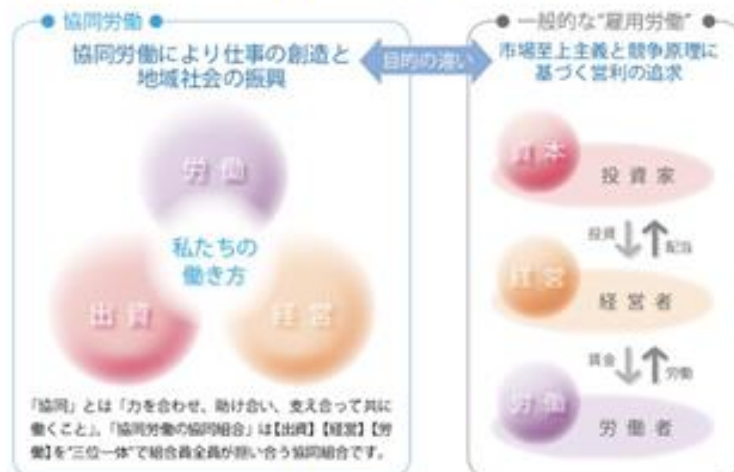 協同労働
協同労働により仕事の創造と
地域社会の振興
労働
私たちの
働き方
出資
経営
「協同」とは「力を合わせ、助け合い、支え合って共に
働くこと」。「協同労働の協同組合」は【出資】【経営】【労
働】を"三位一体"で組合員全員が担い合う協同組合です。
目的の違い
一般的な"雇用労働"
市場至上主義と競争原理に
基づく営利の追求
資本
投資家
投資
配当
経営
経営者
賃金
労働
労働
労働者